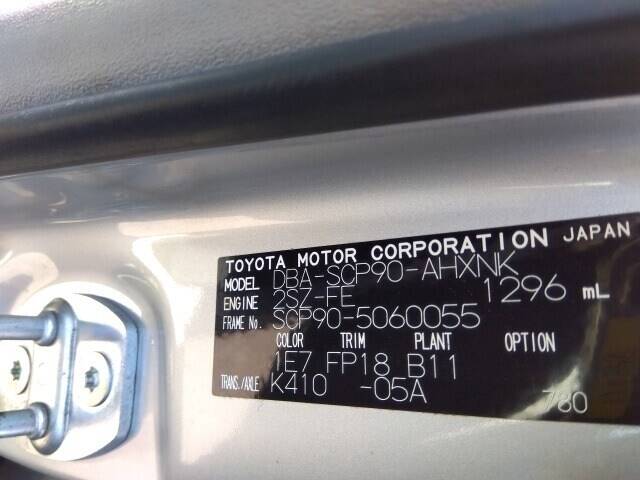 TOYOTA MOTOR CORPORATION JAPAN
MODEL DBA-SCP90-AHXNK
ENGINE 2SZ-FE 1296 mL
FRAME No. SCP90-5060055
COLOR TRIM PLANT OPTION
1E7 FP18 B11
TRANS./AXLE K410 -05A 780